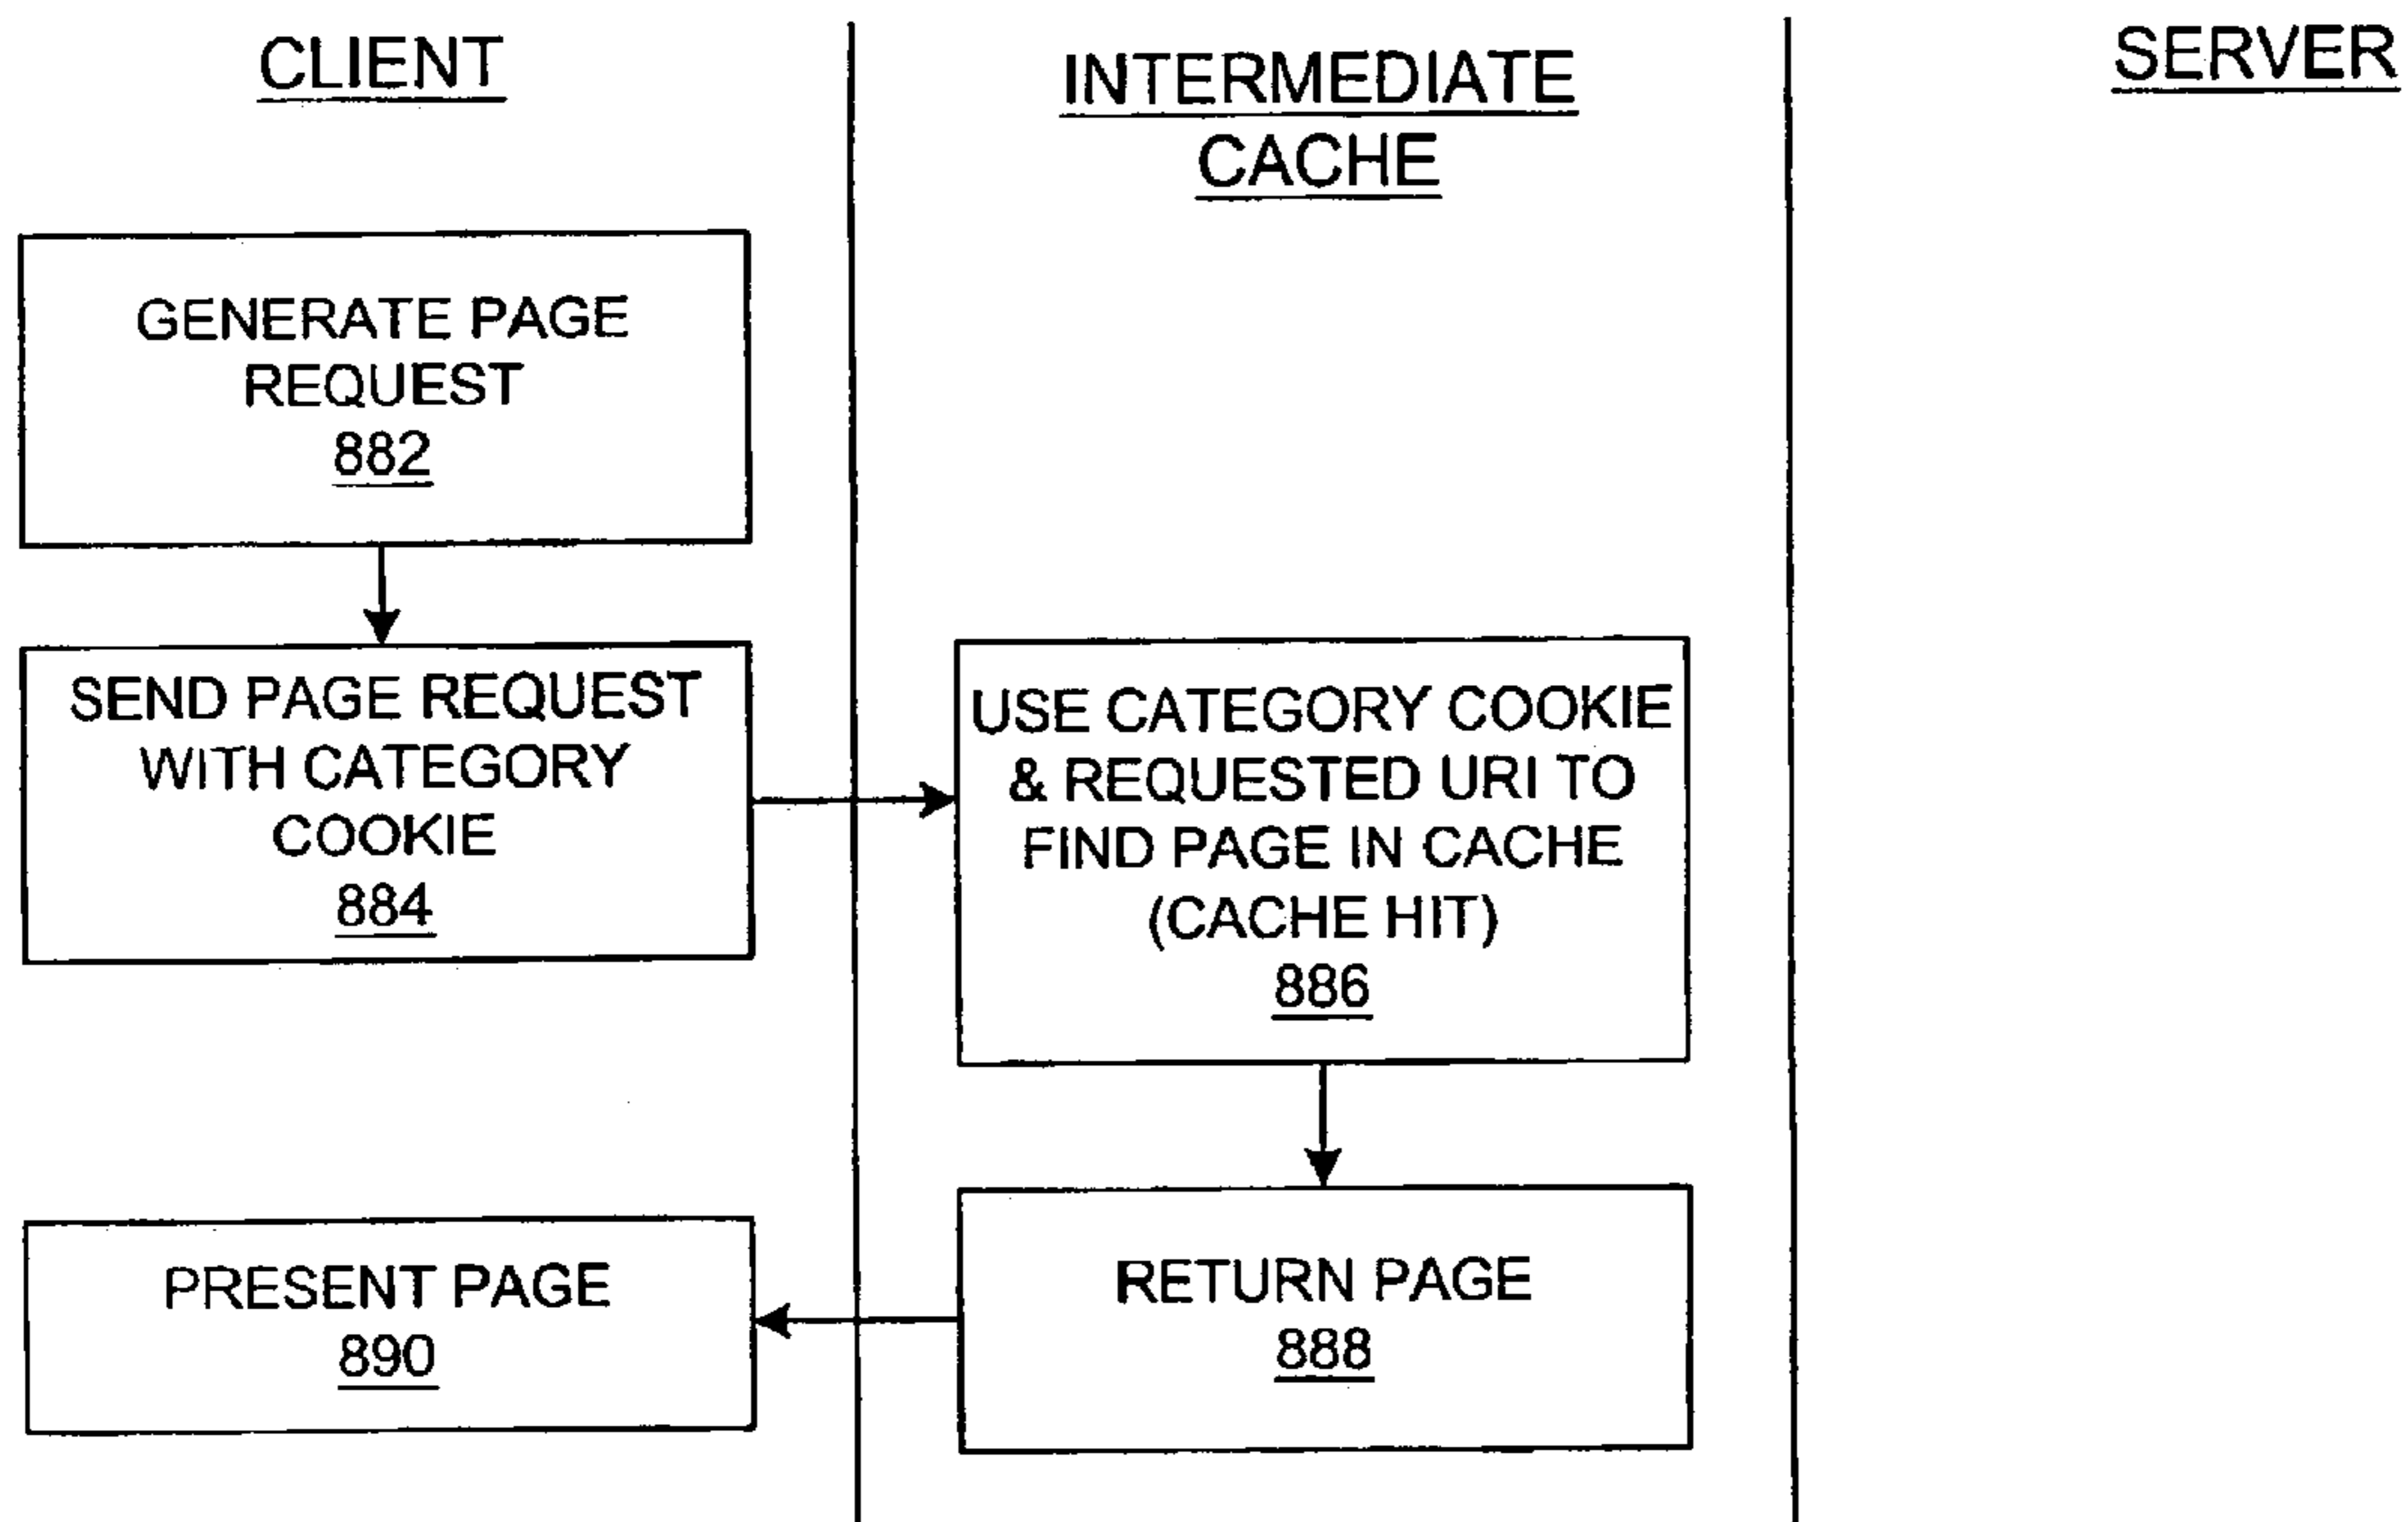 CLIENT
INTERMEDIATE
CACHE
SERVER
GENERATE PAGE
REQUEST
882
SEND PAGE REQUEST
WITH CATEGORY
COOKIE
884
USE CATEGORY COOKIE
& REQUESTED URI TO
FIND PAGE IN CACHE
(CACHE HIT)
886
RETURN PAGE
888
PRESENT PAGE
890